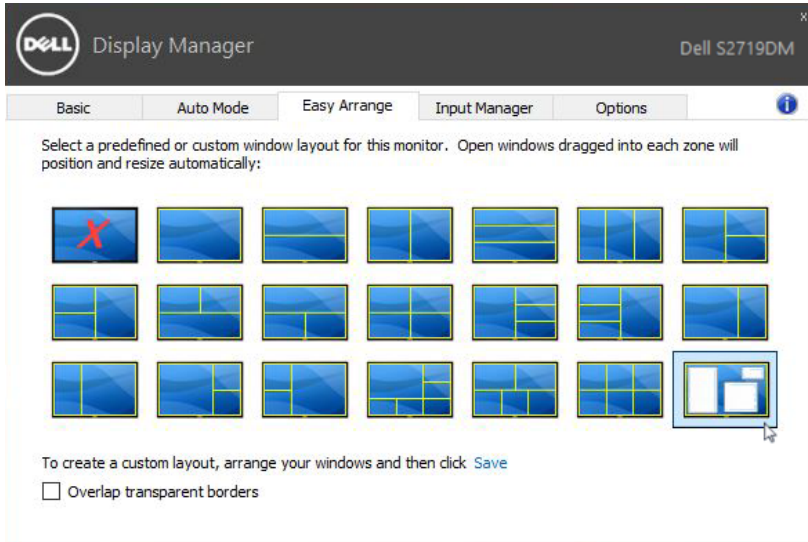 x
DELL
Display Manager
Dell S2719DM
Basic
Auto Mode
Easy Arrange
Input Manager
Options
i
Select a predefined or custom window layout for this monitor. Open windows dragged into each zone will
position and resize automatically:
X
To create a custom layout, arrange your windows and then click Save
Overlap transparent borders